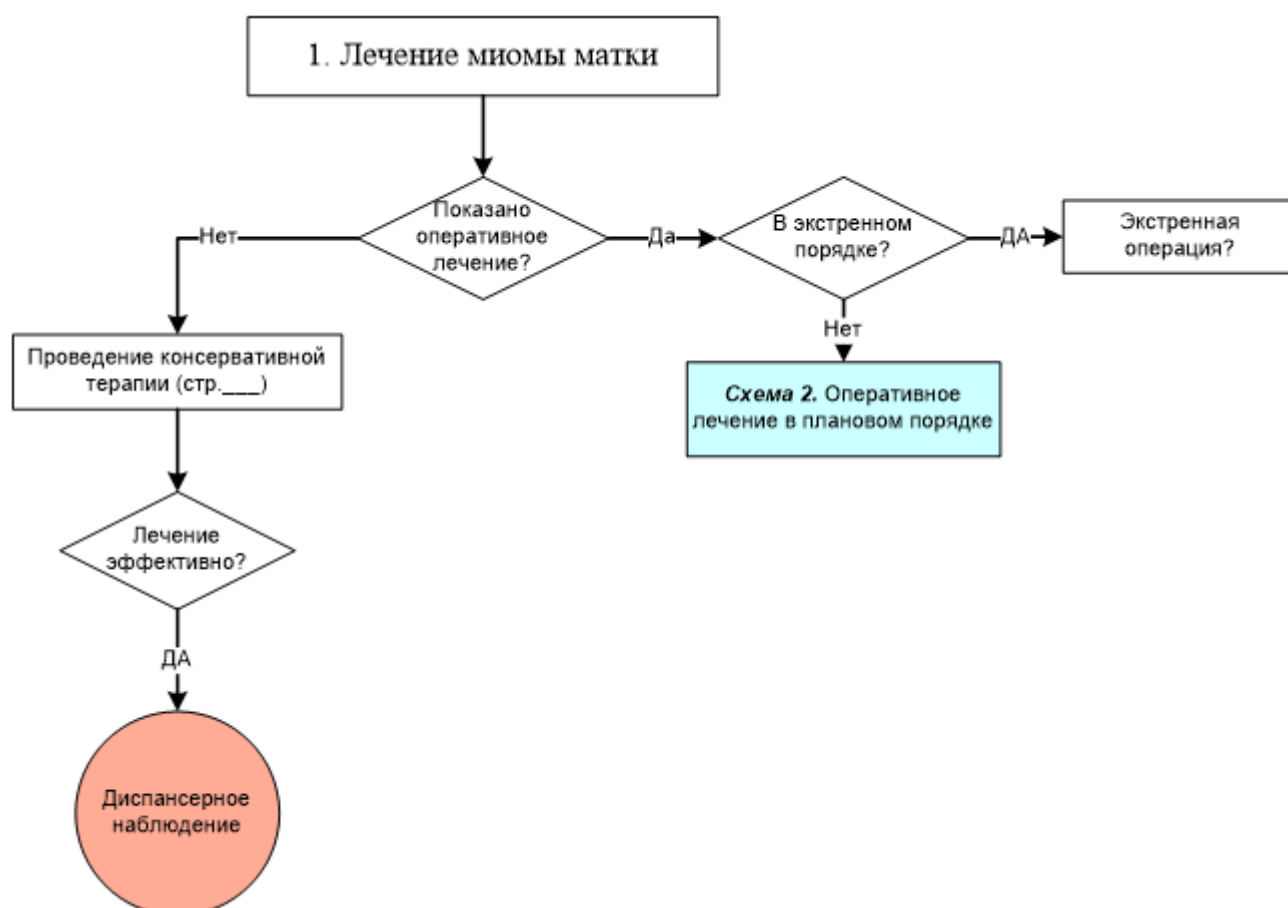 1. Лечение миомы матки
Показано
оперативное
лечение?
Нет
Да
В экстренном
порядке?
ДА
Экстренная
операция?
Нет
Схема 2. Оперативное
лечение в плановом порядке
Проведение консервативной
терапии (стр.___)
Лечение
эффективно?
ДА
Диспансерное
наблюдение